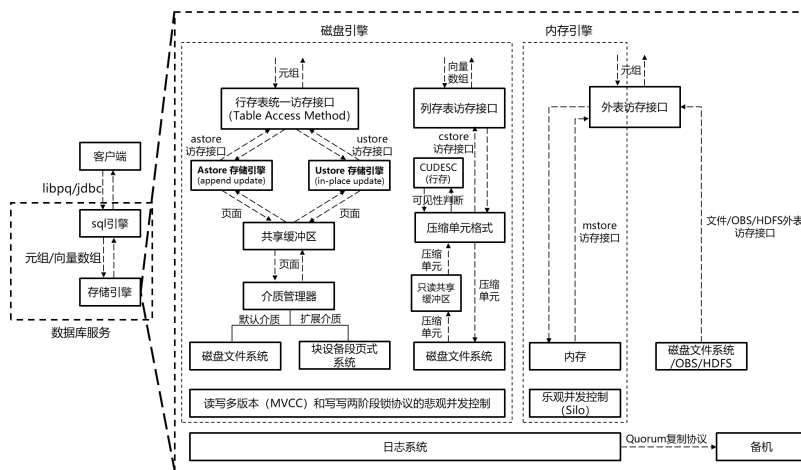 磁盘引擎
内存引擎
元组
行存表统一访存接口
（Table Access Method）
astore
访存接口
ustore
访存接口
Astore 存储引擎
(append update)
Ustore 存储引擎
(in-place update)
页面
页面
共享缓冲区
页面
介质管理器
默认介质
扩展介质
磁盘文件系统
块设备段页式
系统
向量
数组
列存表访存接口
cstore
访存接口
CUDESC
(行存)
可见性判断
压缩单元格式
压缩
单元
只读共享
缓冲区
压缩
单元
压缩
单元
磁盘文件系统
读写多版本（MVCC）和写写两阶段锁协议的悲观并发控制
元组
外表访存接口
mstore
访存接口
文件/OBS/HDFS外表
访存接口
内存
磁盘文件系统
/OBS/HDFS
乐观并发控制
（Silo）
日志系统
Quorum复制协议
备机
客户端
libpq/jdbc
sql引擎
元组/向量数组
存储引擎
数据库服务